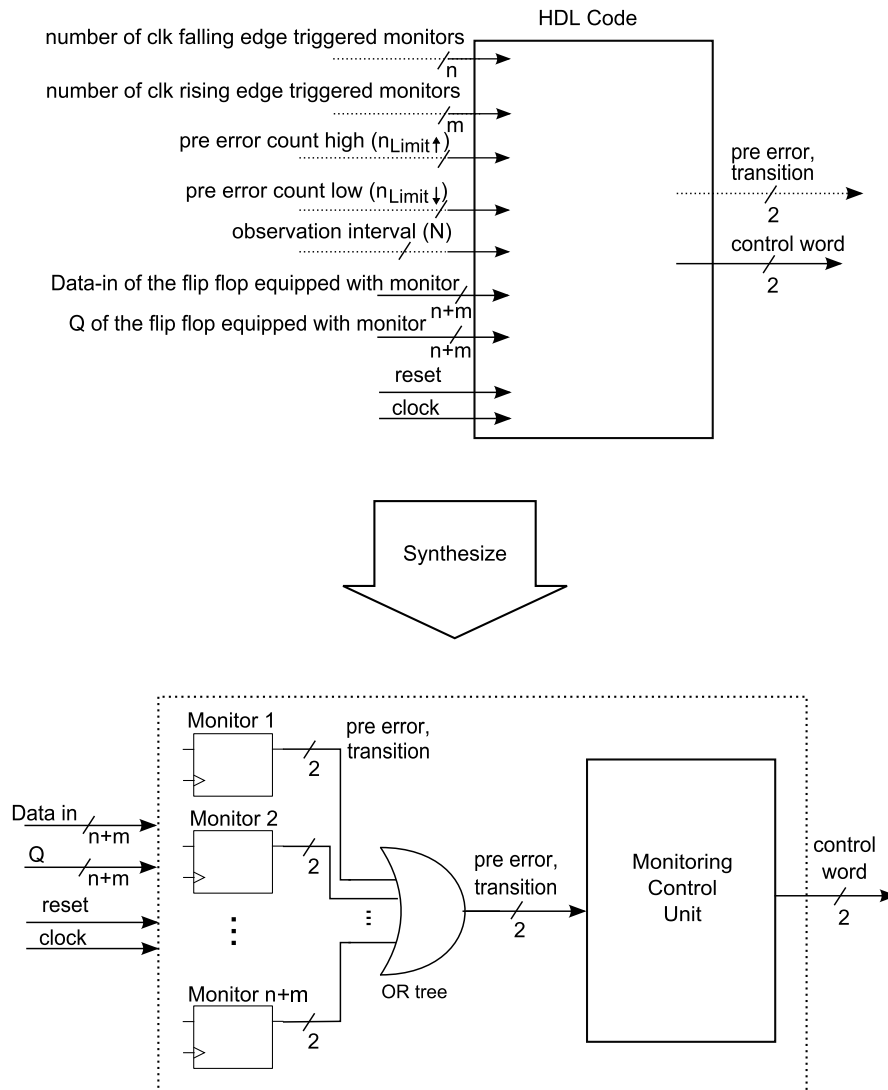 HDL Code
number of clk falling edge triggered monitors
n
number of clk rising edge triggered monitors
m
pre error count high (nLimit↑)
pre error count low (nLimit↓)
observation interval (N)
Data-in of the flip flop equipped with monitor
n+m
Q of the flip flop equipped with monitor
n+m
reset
clock
pre error,
transition
2
control word
2
Synthesize
Monitor 1
2
pre error,
transition
Monitor 2
2
...
Monitor n+m
2
Data in
n+m
Q
n+m
reset
clock
...
OR tree
pre error,
transition
2
Monitoring
Control
Unit
control
word
2